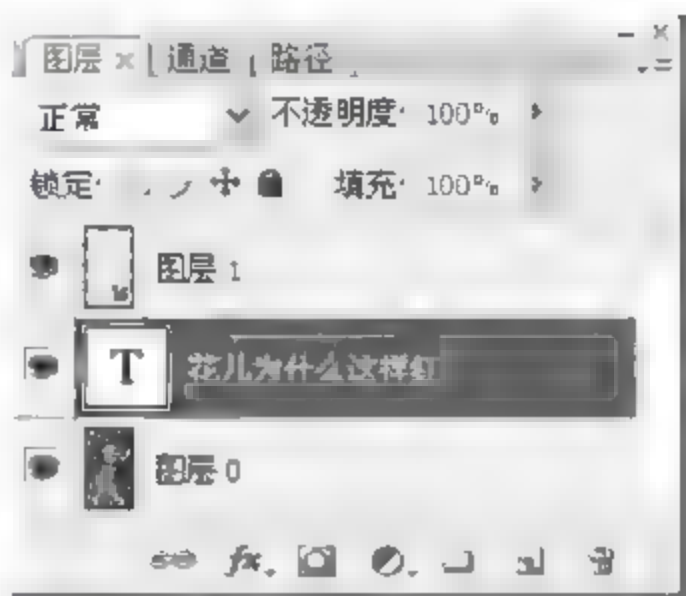 图层 × 通道 路径
正常 不透明度: 100%
锁定: 填充: 100%
图层 1
T 花儿为什么这样红
图层 0
fx.